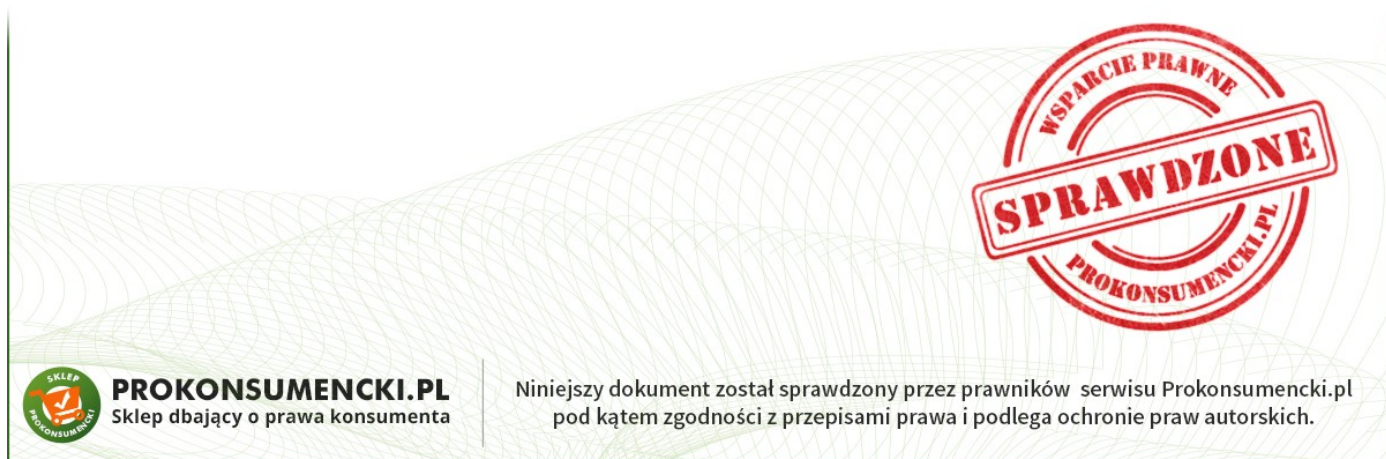 WSPARCIE PRAWNE
SPRAWDZONE
PROKONSUMENCKI.PL
SKLEP
PROKONSUMENCKI
PROKONSUMENCKI.PL
Sklep dbający o prawa konsumenta
Niniejszy dokument został sprawdzony przez prawników serwisu Prokonsumencki.pl
pod kątem zgodności z przepisami prawa i podlega ochronie praw autorskich.